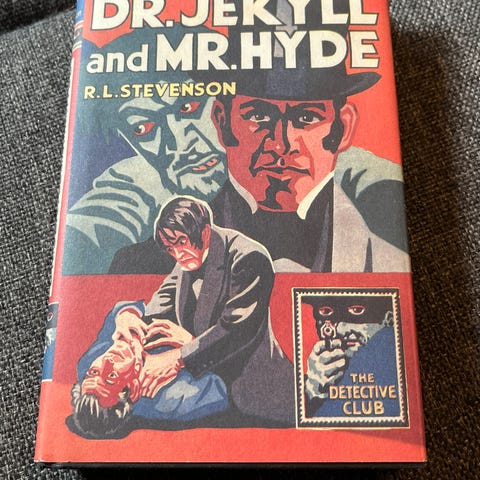 DR. JEKYLL
and MR. HYDE
R. L. STEVENSON
THE
DETECTIVE
CLUB